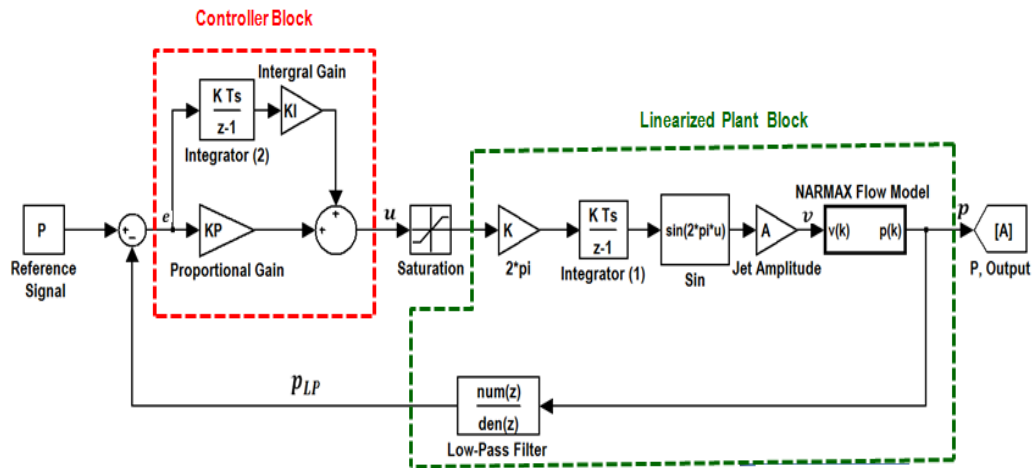 Controller Block
Intergral Gain
K Ts
z-1
KI
Integrator (2)
Linearized Plant Block
NARMAX Flow Model
P
+
-
e
KP
+
+
u
K
K Ts
z-1
sin(2*pi*u)
A
v
v(k) p(k)
p
[A]
Reference
Signal
Proportional Gain
Saturation
2*pi
Integrator (1)
Sin
Jet Amplitude
P, Output
pLP
num(z)
den(z)
Low-Pass Filter